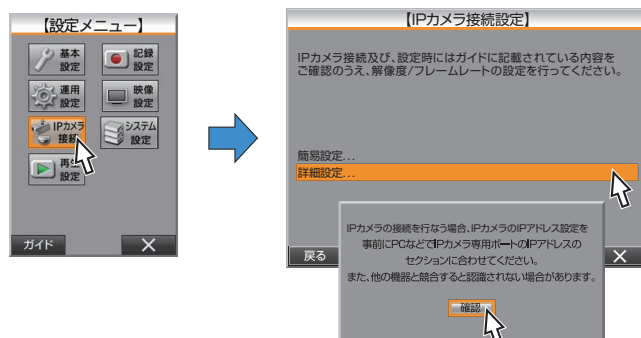 【設定メニュー】
基本
設定
記録
設定
運用
設定
映像
設定
IPカメラ
接続
システム
設定
再生
設定
ガイド
【IPカメラ接続設定】
IPカメラ接続及び、設定時にはガイドに記載されている内容を
ご確認のうえ、解像度/フレームレートの設定を行ってください。
簡易設定...
詳細設定...
戻る
IPカメラの接続を行なう場合、IPカメラのIPアドレス設定を
事前にPCなどでIPカメラ専用ポートのIPアドレスの
セクションに合わせてください。
また、他の機器と競合すると認識されない場合があります。
確認